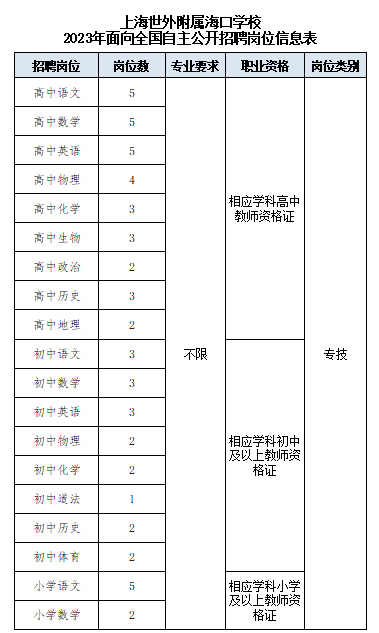 上海世外附属海口学校
2023年面向全国自主公开招聘岗位信息表
招聘岗位 岗位数 专业要求 职业资格 岗位类别
高中语文 5
高中数学 5
高中英语 5
高中物理 4
高中化学 3
高中生物 3
高中政治 2
高中历史 3
高中地理 2
相应学科高中
教师资格证
初中语文 3
初中数学 3
初中英语 3
初中物理 2
初中化学 2
初中道法 1
初中历史 2
初中体育 2
相应学科初中
及以上教师资
格证
小学语文 5
小学数学 2
相应学科小学
及以上教师资
格证
不限
专技